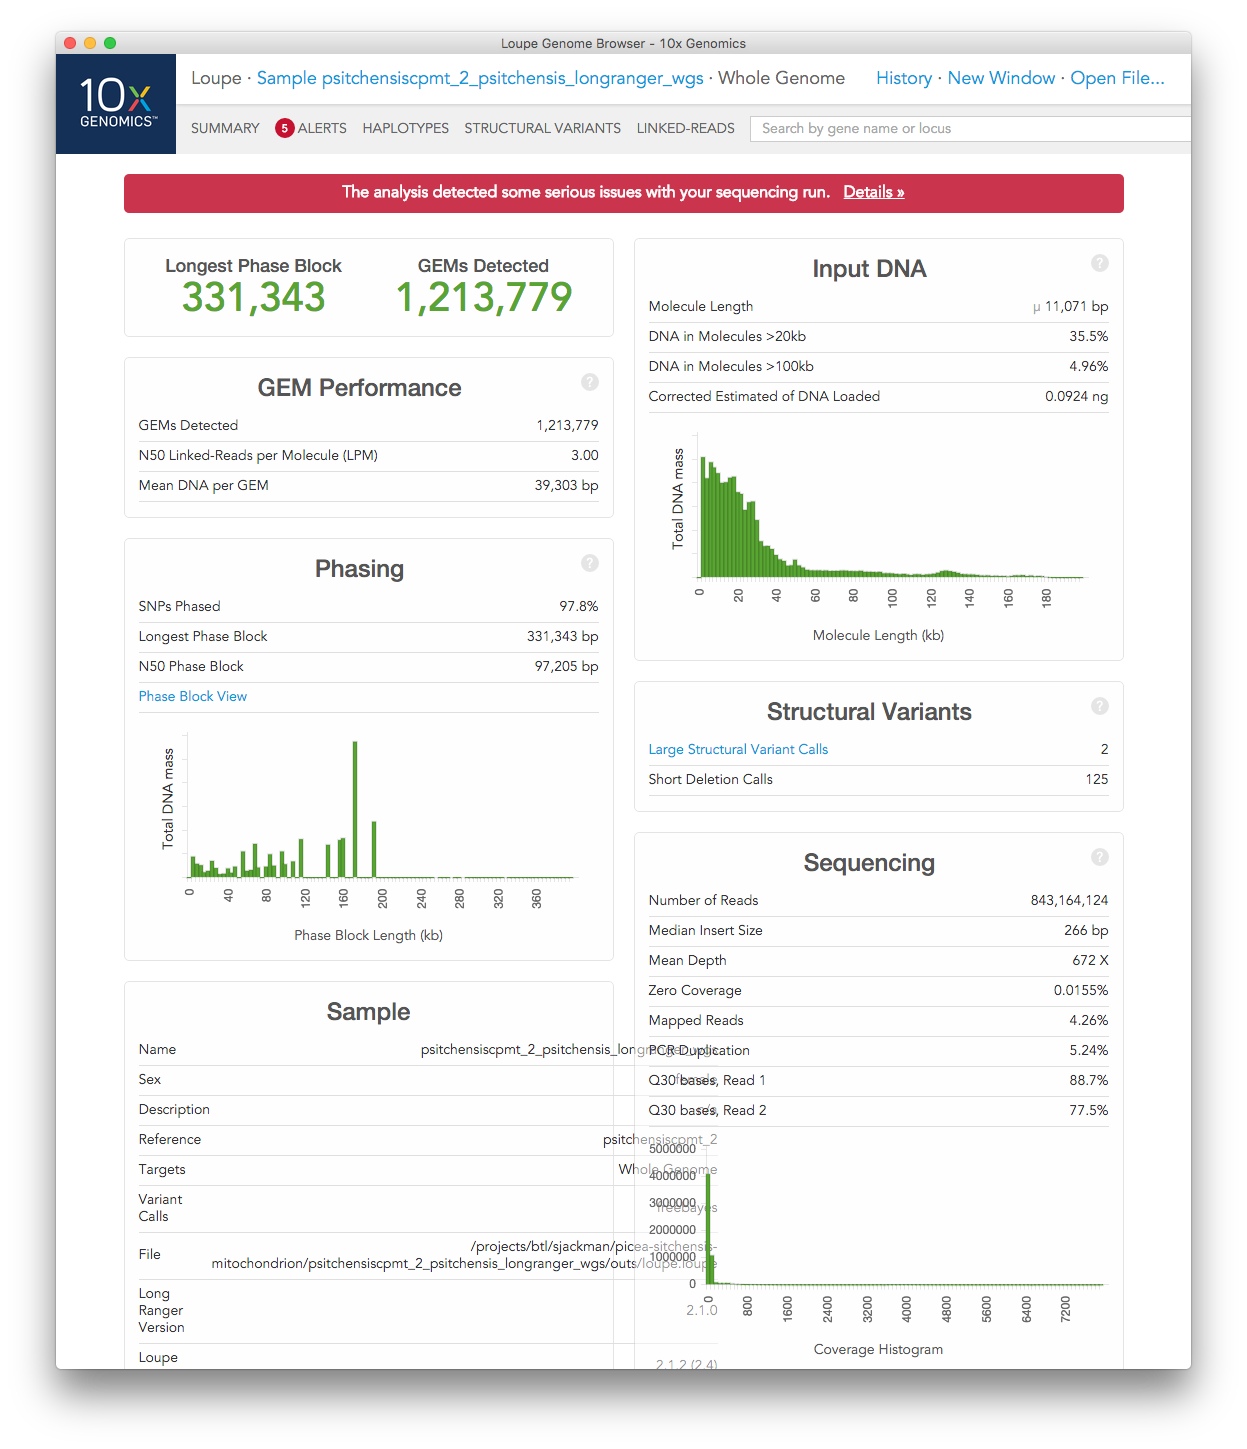 Loupe Genome Browser - 10x Genomics
10x
GENOMICS™
Loupe · Sample psitchensiscpmt_2_psitchensis_longranger_wgs · Whole Genome
History · New Window · Open File...
SUMMARY
5 ALERTS
HAPLOTYPES
STRUCTURAL VARIANTS
LINKED-READS
Search by gene name or locus
The analysis detected some serious issues with your sequencing run. Details »
Longest Phase Block
331,343
GEMs Detected
1,213,779
GEM Performance
?
GEMs Detected 1,213,779
N50 Linked-Reads per Molecule (LPM) 3.00
Mean DNA per GEM 39,303 bp
Phasing
?
SNPs Phased 97.8%
Longest Phase Block 331,343 bp
N50 Phase Block 97,205 bp
Phase Block View
Total DNA mass
0 40 80 120 160 200 240 280 320 360
Phase Block Length (kb)
Sample
Name psitchensiscpmt_2_psitchensis_longranger_wgs
Sex female
Description n/a
Reference psitchensiscpmt_2
Targets Whole Genome
Variant
Calls
freebayes
File
/projects/btl/sjackman/picea-sitchensis-
mitochondrion/psitchensiscpmt_2_psitchensis_longranger_wgs/outs/loupe.loupe
Long
Ranger
Version
2.1.0
Loupe
2.1.2 (2.4)
Input DNA
?
Molecule Length μ 11,071 bp
DNA in Molecules >20kb 35.5%
DNA in Molecules >100kb 4.96%
Corrected Estimated of DNA Loaded 0.0924 ng
Total DNA mass
0 20 40 60 80 100 120 140 160 180
Molecule Length (kb)
Structural Variants
?
Large Structural Variant Calls 2
Short Deletion Calls 125
Sequencing
?
Number of Reads 843,164,124
Median Insert Size 266 bp
Mean Depth 672 X
Zero Coverage 0.0155%
Mapped Reads 4.26%
PCR Duplication 5.24%
Q30 bases, Read 1 88.7%
Q30 bases, Read 2 77.5%
5000000
4000000
3000000
2000000
1000000
0
0 800 1600 2400 3200 4000 4800 5600 6400 7200
Coverage Histogram